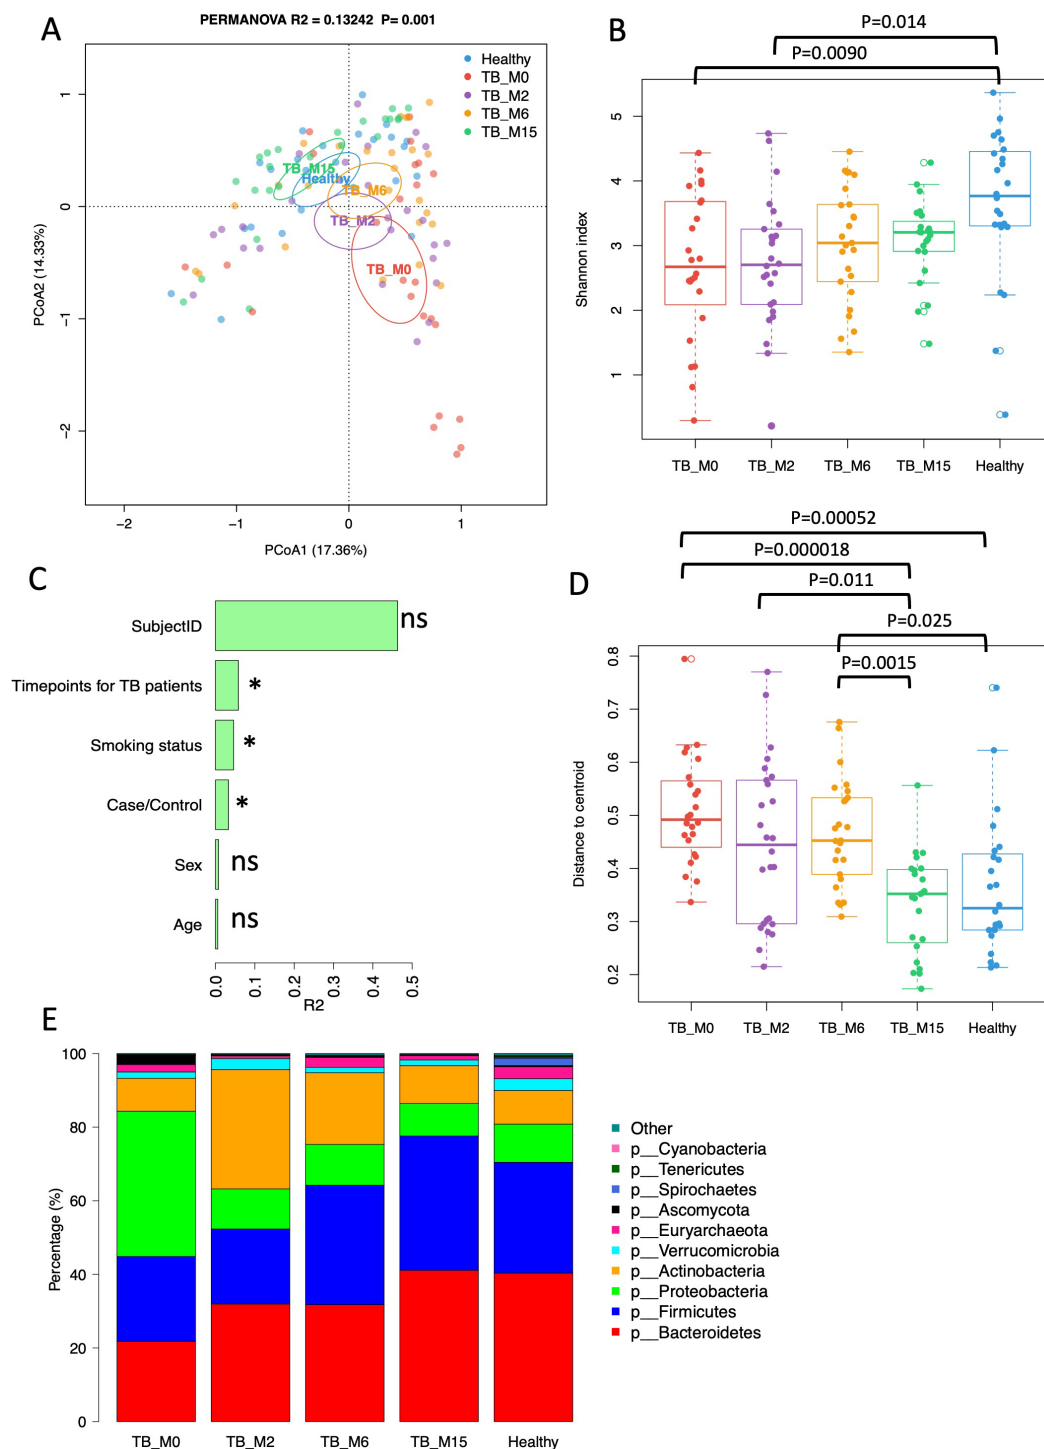 A
PERMANOVA R2 = 0.13242 P= 0.001
Healthy
TB_M0
TB_M2
TB_M6
TB_M15
TB_M15
Healthy
TB_M6
TB_M2
TB_M0
1
0
−1
−2
PCoA2 (14.33%)
−2 −1 0 1
PCoA1 (17.36%)
B
P=0.014
P=0.0090
5
4
3
2
1
Shannon index
TB_M0 TB_M2 TB_M6 TB_M15 Healthy
C
SubjectID
ns
Timepoints for TB patients
*
Smoking status
*
Case/Control
*
Sex
ns
Age
ns
0.0 0.1 0.2 0.3 0.4 0.5
R2
D
P=0.00052
P=0.000018
P=0.011
P=0.025
P=0.0015
0.8
0.7
0.6
0.5
0.4
0.3
0.2
Distance to centroid
TB_M0 TB_M2 TB_M6 TB_M15 Healthy
E
100
80
60
40
20
0
Percentage (%)
TB_M0 TB_M2 TB_M6 TB_M15 Healthy
Other
p__Cyanobacteria
p__Tenericutes
p__Spirochaetes
p__Ascomycota
p__Euryarchaeota
p__Verrucomicrobia
p__Actinobacteria
p__Proteobacteria
p__Firmicutes
p__Bacteroidetes